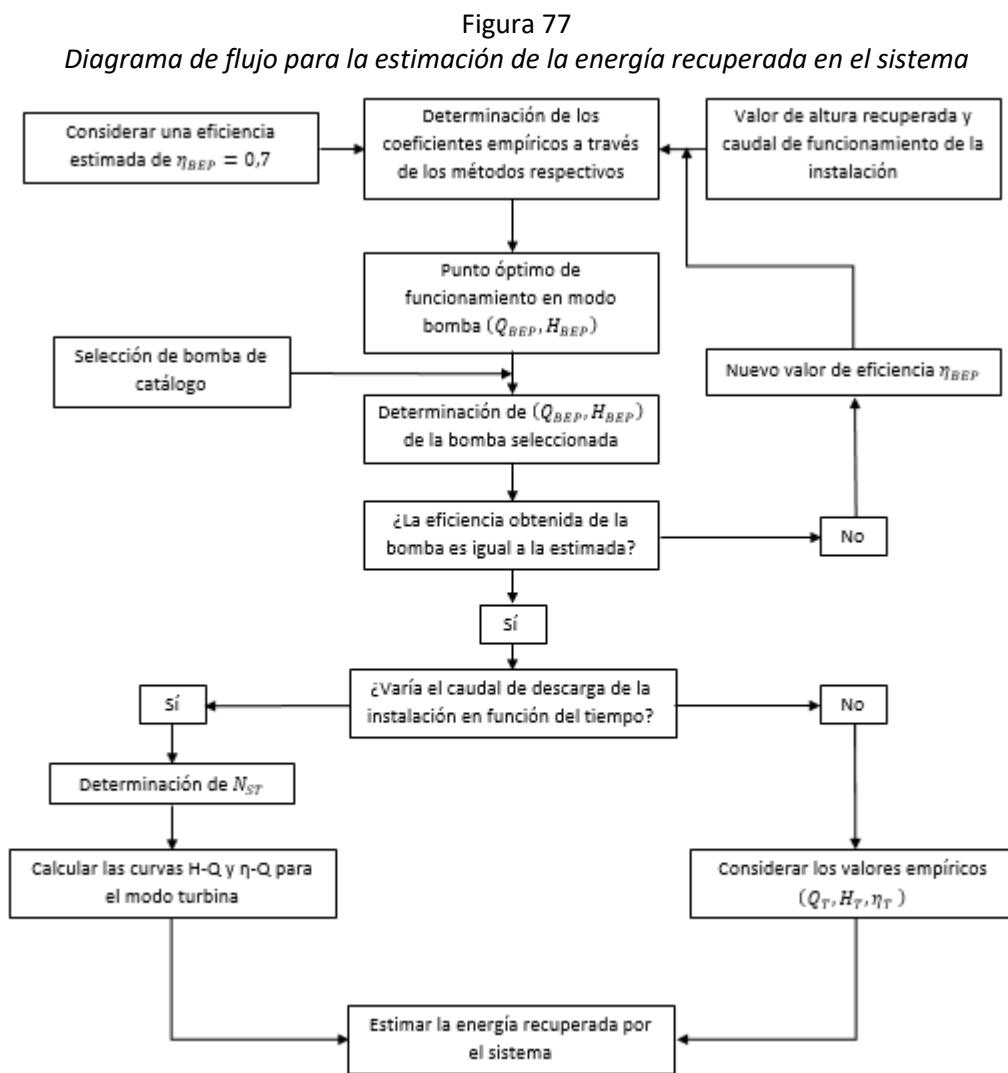 Figura 77
Diagrama de flujo para la estimación de la energía recuperada en el sistema
Considerar una eficiencia
estimada de η_BEP = 0,7
Determinación de los
coeficientes empíricos a través
de los métodos respectivos
Valor de altura recuperada y
caudal de funcionamiento de la
instalación
Punto óptimo de
funcionamiento en modo
bomba (Q_BEP, H_BEP)
Selección de bomba de
catálogo
Nuevo valor de eficiencia η_BEP
Determinación de (Q_BEP, H_BEP)
de la bomba seleccionada
¿La eficiencia obtenida de la
bomba es igual a la estimada?
No
Sí
¿Varía el caudal de descarga de la
instalación en función del tiempo?
Sí
No
Determinación de N_ST
Calcular las curvas H-Q y η-Q para
el modo turbina
Considerar los valores empíricos
(Q_T, H_T, η_T)
Estimar la energía recuperada por
el sistema